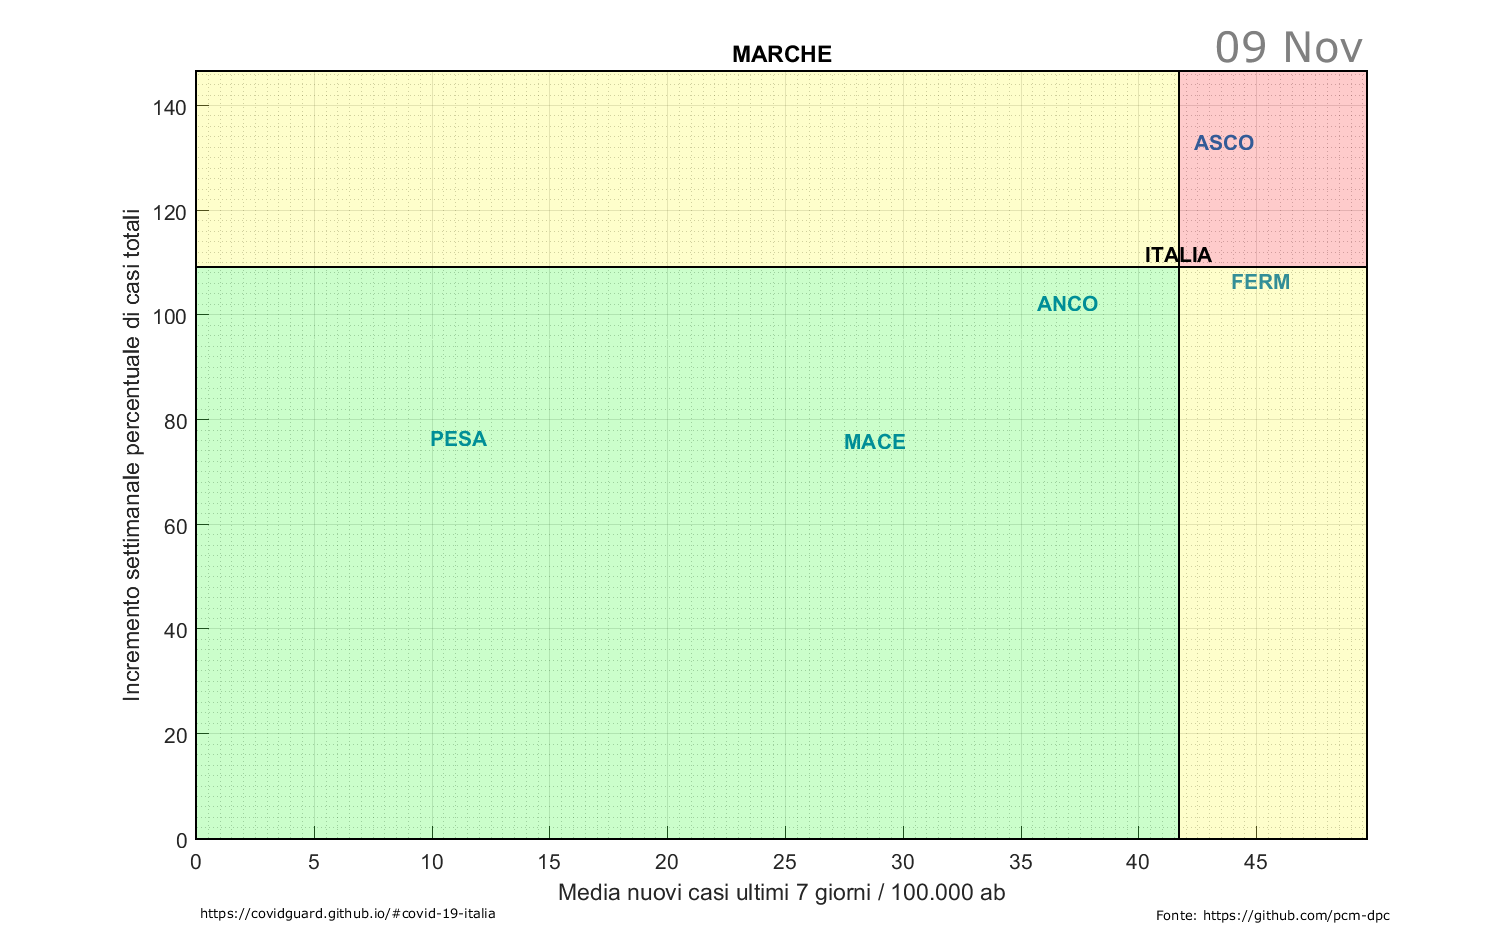 MARCHE
09 Nov
Incremento settimanale percentuale di casi totali
140
120
100
80
60
40
20
0
ASCO
ITALIA
FERM
ANCO
PESA
MACE
0 5 10 15 20 25 30 35 40 45
Media nuovi casi ultimi 7 giorni / 100.000 ab
https://covidguard.github.io/#covid-19-italia
Fonte: https://github.com/pcm-dpc